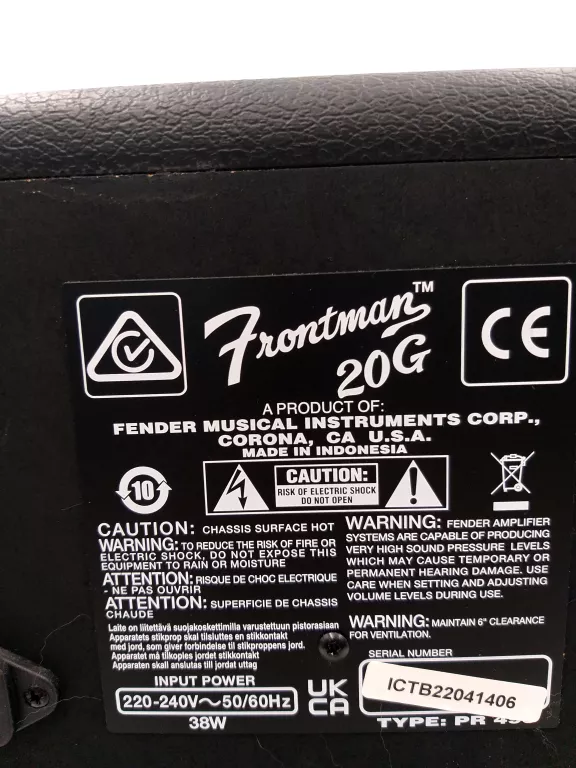 Frontman™
20G
CE
A PRODUCT OF:
FENDER MUSICAL INSTRUMENTS CORP.,
CORONA, CA U.S.A.
MADE IN INDONESIA
10
CAUTION:
RISK OF ELECTRIC SHOCK
DO NOT OPEN
CAUTION: CHASSIS SURFACE HOT
WARNING: TO REDUCE THE RISK OF FIRE OR
ELECTRIC SHOCK, DO NOT EXPOSE THIS
EQUIPMENT TO RAIN OR MOISTURE
ATTENTION: RISQUE DE CHOC ELECTRIQUE
- NE PAS OUVRIR
ATTENTION: SUPERFICIE DE CHASSIS
CHAUDE
Laite on liitettävä suojakoskettimilla varustettuun pistorasiaan
Apparatets stikprop skal tilsluttes en stikkontakt
med jord, som giver forbindelse til stikproppens jord.
Apparatet må tilkoples jordet stikkontakt
Apparaten skall anslutas till jordat uttag
INPUT POWER
220-240V～50/60Hz
38W
UK
CA
WARNING: FENDER AMPLIFIER
SYSTEMS ARE CAPABLE OF PRODUCING
VERY HIGH SOUND PRESSURE LEVELS
WHICH MAY CAUSE TEMPORARY OR
PERMANENT HEARING DAMAGE. USE
CARE WHEN SETTING AND ADJUSTING
VOLUME LEVELS DURING USE.
WARNING: MAINTAIN 6" CLEARANCE
FOR VENTILATION.
SERIAL NUMBER
ICTB22041406
TYPE: PR